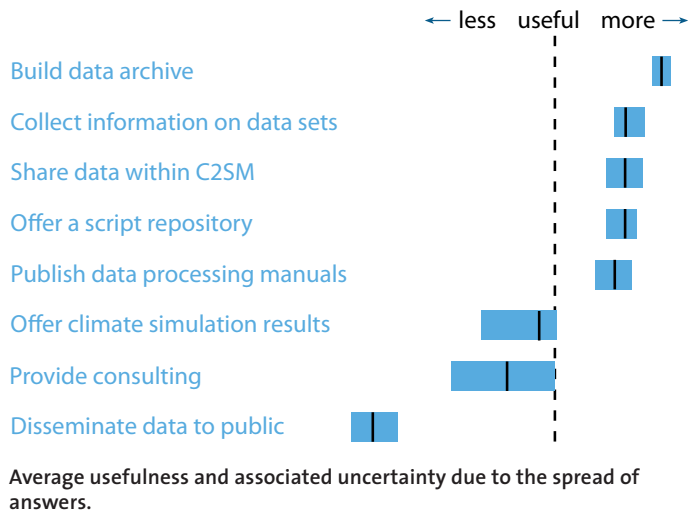 ← less useful more →
Build data archive
Collect information on data sets
Share data within C2SM
Offer a script repository
Publish data processing manuals
Offer climate simulation results
Provide consulting
Disseminate data to public
Average usefulness and associated uncertainty due to the spread of
answers.